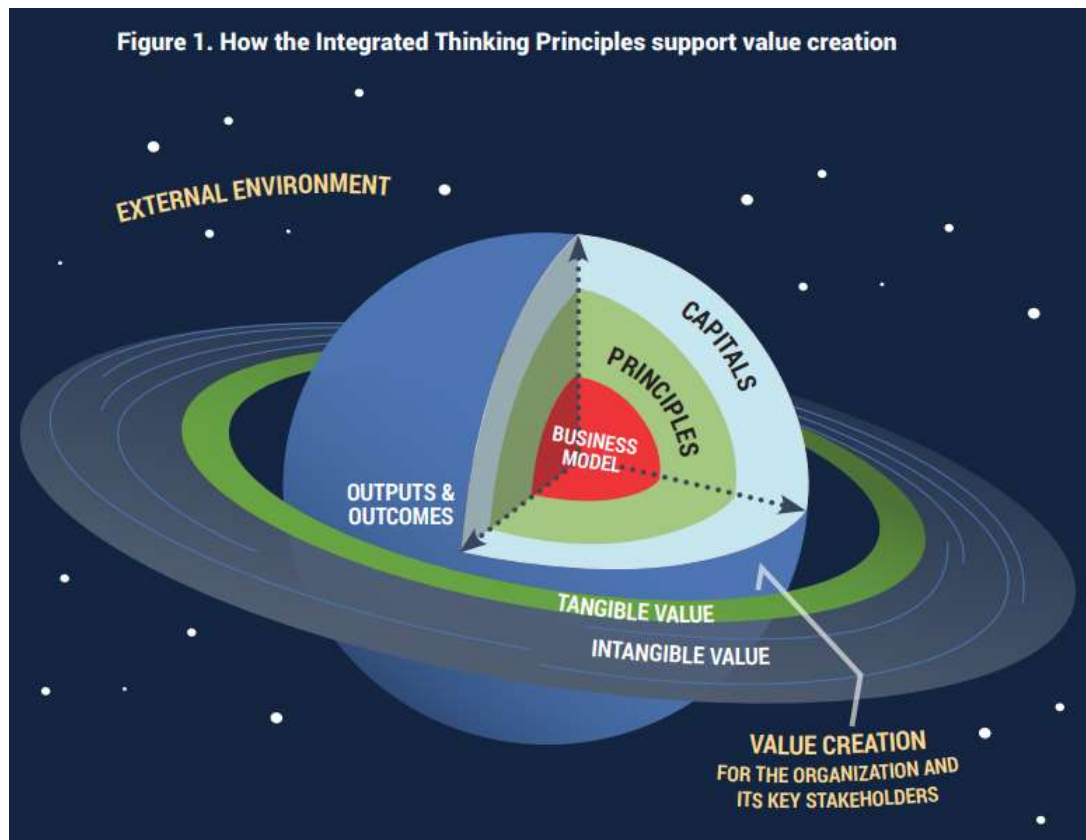 Figure 1. How the Integrated Thinking Principles support value creation
EXTERNAL ENVIRONMENT
CAPITALS
PRINCIPLES
BUSINESS
MODEL
OUTPUTS &
OUTCOMES
TANGIBLE VALUE
INTANGIBLE VALUE
VALUE CREATION
FOR THE ORGANIZATION AND
ITS KEY STAKEHOLDERS